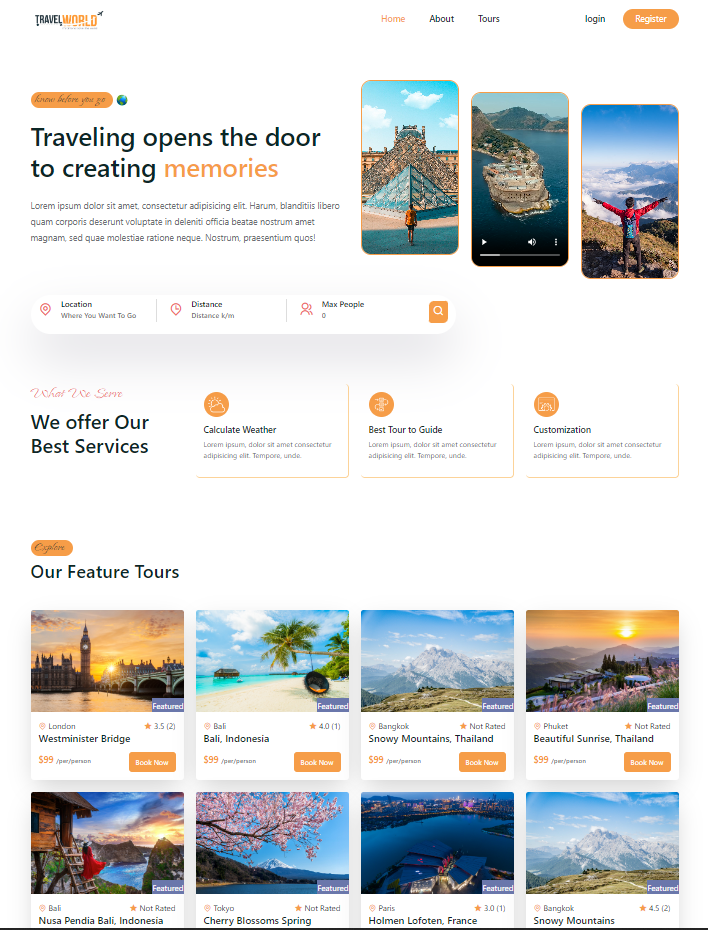 TRAVELWORLD
Home About Tours login Register
know before you go
Traveling opens the door
to creating memories
Lorem ipsum dolor sit amet, consectetur adipisicing elit. Harum, blanditiis libero
quam corporis deserunt voluptate in deleniti officia beatae nostrum amet
magnam, sed quae molestiae ratione neque. Nostrum, praesentium quos!
Location
Where You Want To Go
Distance
Distance k/m
Max People
0
What We Serve
We offer Our
Best Services
Calculate Weather
Lorem ipsum, dolor sit amet consectetur
adipisicing elit. Tempore, unde.
Best Tour to Guide
Lorem ipsum, dolor sit amet consectetur
adipisicing elit. Tempore, unde.
Customization
Lorem ipsum, dolor sit amet consectetur
adipisicing elit. Tempore, unde.
Explore
Our Feature Tours
Featured
London 3.5 (2)
Westminister Bridge
$99 /per/person Book Now
Featured
Bali 4.0 (1)
Bali, Indonesia
$99 /per/person Book Now
Featured
Bangkok Not Rated
Snowy Mountains, Thailand
$99 /per/person Book Now
Featured
Phuket Not Rated
Beautiful Sunrise, Thailand
$99 /per/person Book Now
Featured
Bali Not Rated
Nusa Pendia Bali, Indonesia
Featured
Tokyo Not Rated
Cherry Blossoms Spring
Featured
Paris 3.0 (1)
Holmen Lofoten, France
Featured
Bangkok 4.5 (2)
Snowy Mountains